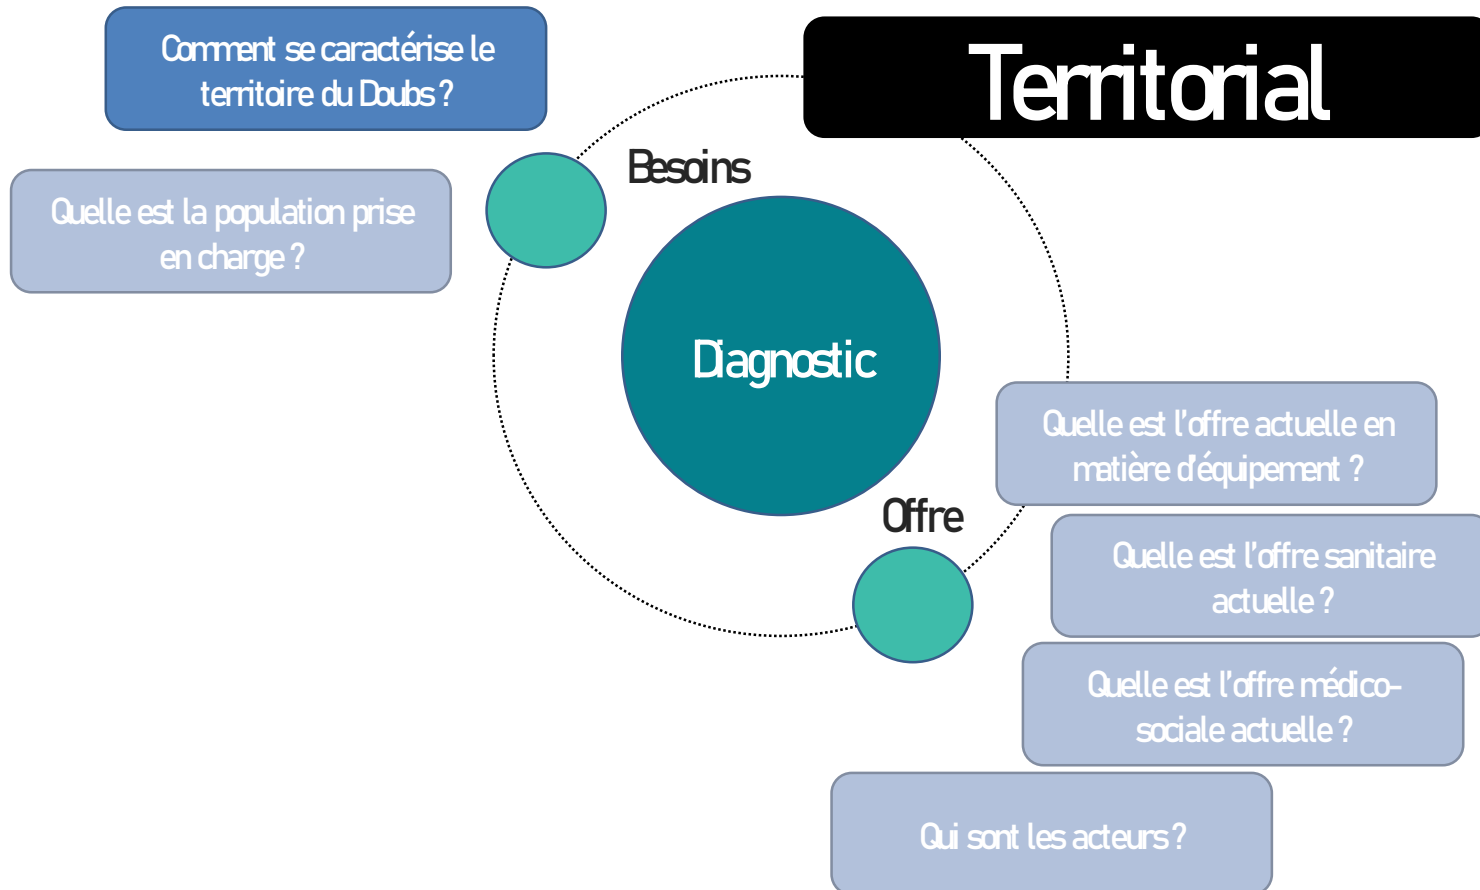 Territorial
Comment se caractérise le
territoire du Doubs ?
Besoins
Quelle est la population prise
en charge ?
Diagnostic
Quelle est l’offre actuelle en
matière d'équipement ?
Offre
Quelle est l’offre sanitaire
actuelle ?
Quelle est l’offre médico-
sociale actuelle ?
Qui sont les acteurs ?